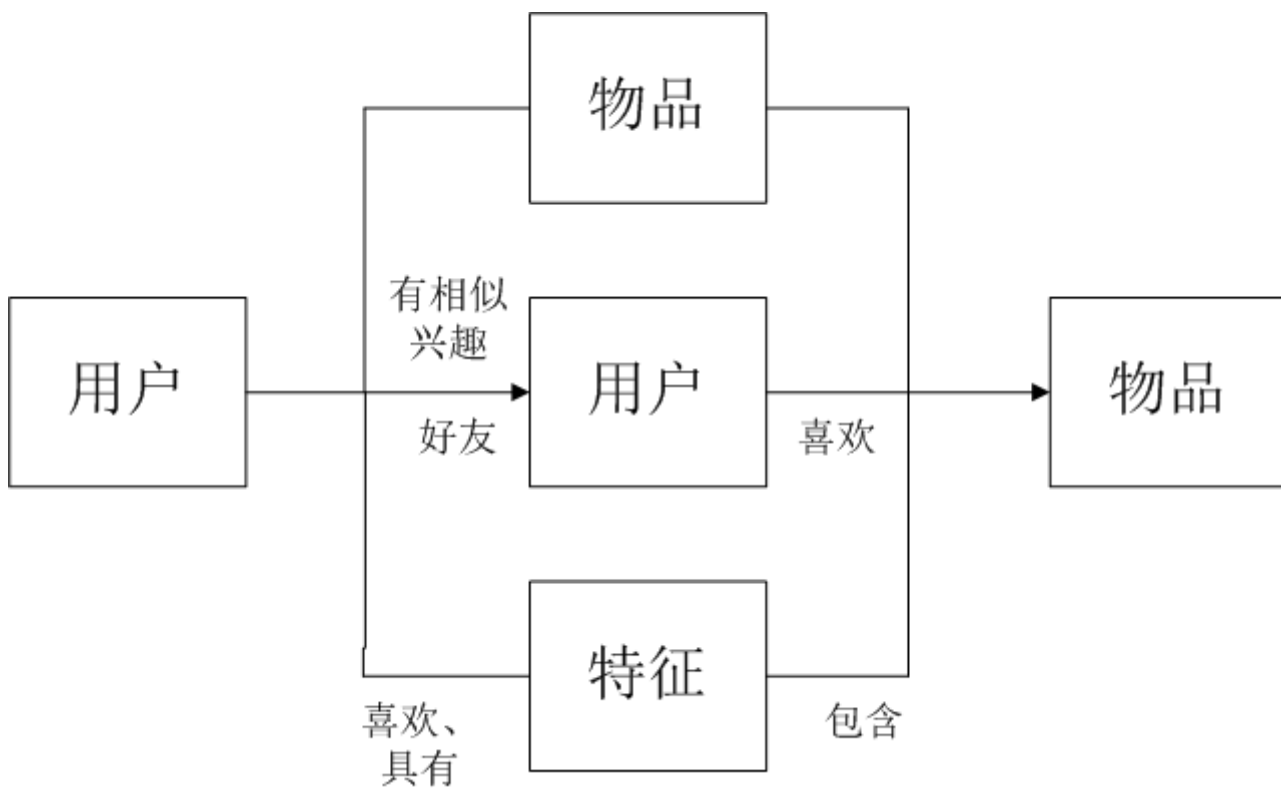 物品
有相似
兴趣
用户
用户
物品
好友
喜欢
特征
喜欢、
具有
包含